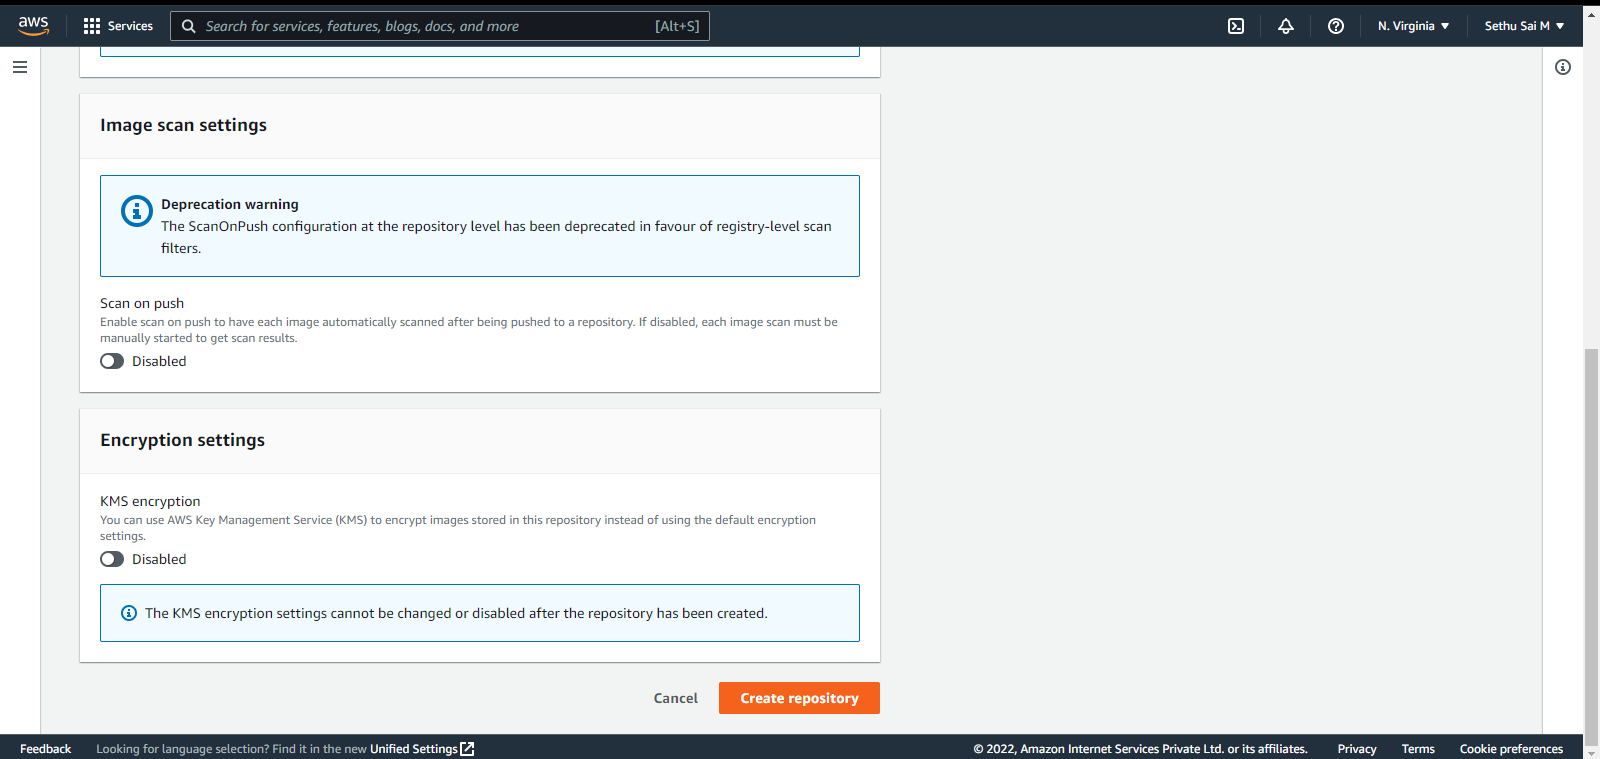 aws
Services
Search for services, features, blogs, docs, and more
[Alt+S]
N. Virginia
Sethu Sai M
Image scan settings
Deprecation warning
The ScanOnPush configuration at the repository level has been deprecated in favour of registry-level scan
filters.
Scan on push
Enable scan on push to have each image automatically scanned after being pushed to a repository. If disabled, each image scan must be
manually started to get scan results.
Disabled
Encryption settings
KMS encryption
You can use AWS Key Management Service (KMS) to encrypt images stored in this repository instead of using the default encryption
settings.
Disabled
The KMS encryption settings cannot be changed or disabled after the repository has been created.
Cancel
Create repository
Feedback
Looking for language selection? Find it in the new Unified Settings
© 2022, Amazon Internet Services Private Ltd. or its affiliates.
Privacy
Terms
Cookie preferences